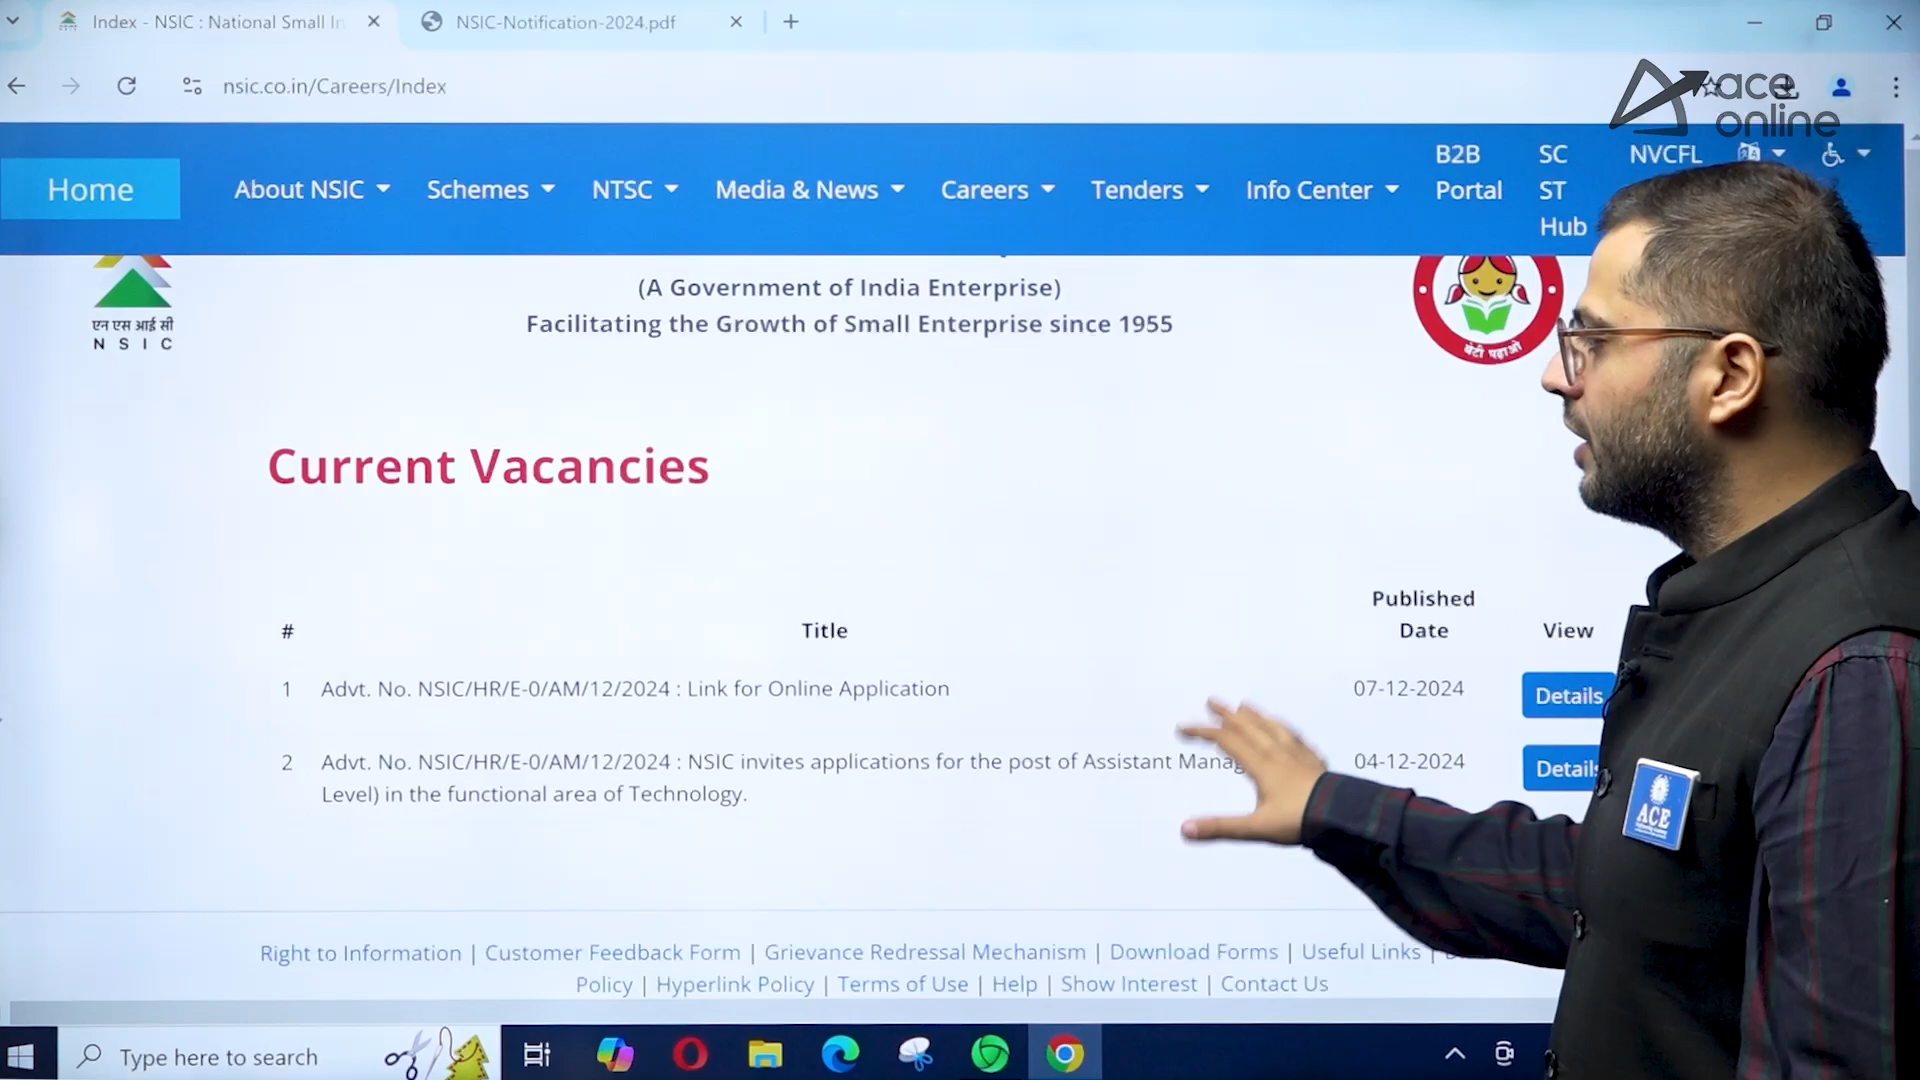 Index - NSIC : National Small In
NSIC-Notification-2024.pdf
nsic.co.in/Careers/Index
ace
online
Home
About NSIC
Schemes
NTSC
Media & News
Careers
Tenders
Info Center
B2B
Portal
SC
ST
Hub
NVCFL
एन एस आई सी
N S I C
(A Government of India Enterprise)
Facilitating the Growth of Small Enterprise since 1955
बेटी पढ़ाओ
Current Vacancies
# Title Published Date View
1 Advt. No. NSIC/HR/E-0/AM/12/2024 : Link for Online Application 07-12-2024 Details
2 Advt. No. NSIC/HR/E-0/AM/12/2024 : NSIC invites applications for the post of Assistant Manag 04-12-2024 Details
Level) in the functional area of Technology.
ACE
Right to Information | Customer Feedback Form | Grievance Redressal Mechanism | Download Forms | Useful Links |
Policy | Hyperlink Policy | Terms of Use | Help | Show Interest | Contact Us
Type here to search